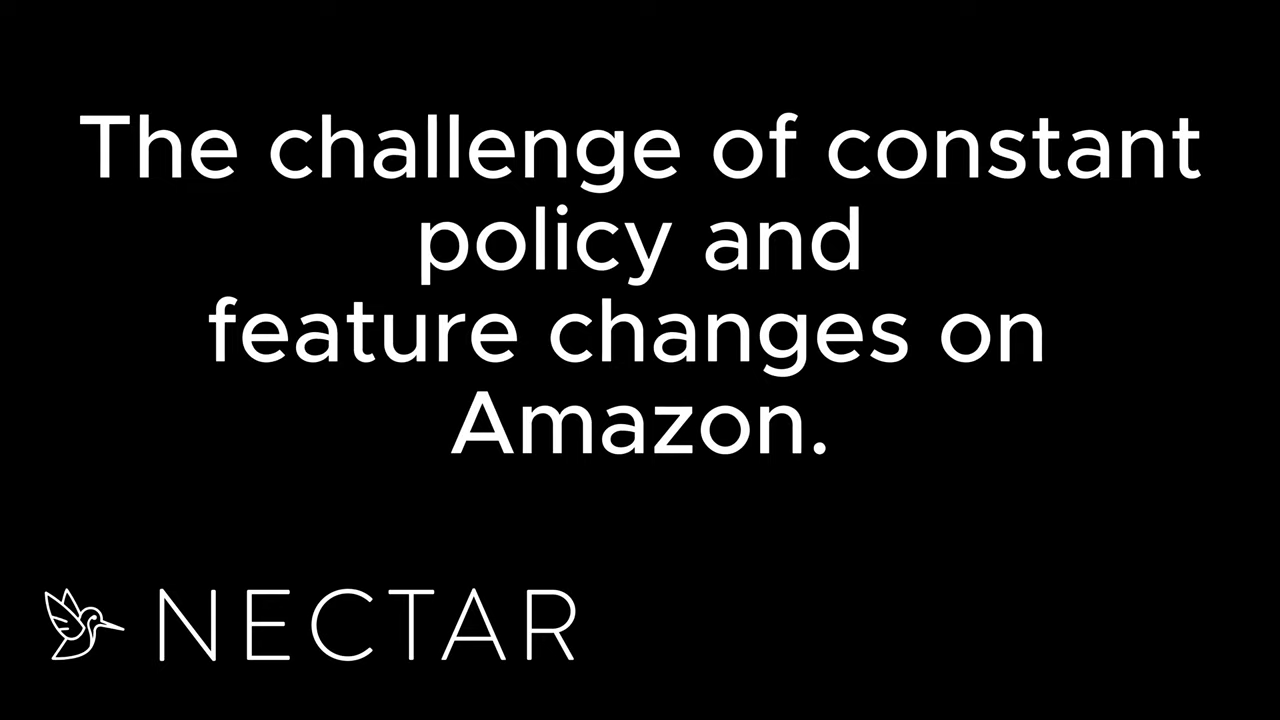 The challenge of constant
policy and
feature changes on
Amazon.
NECTAR